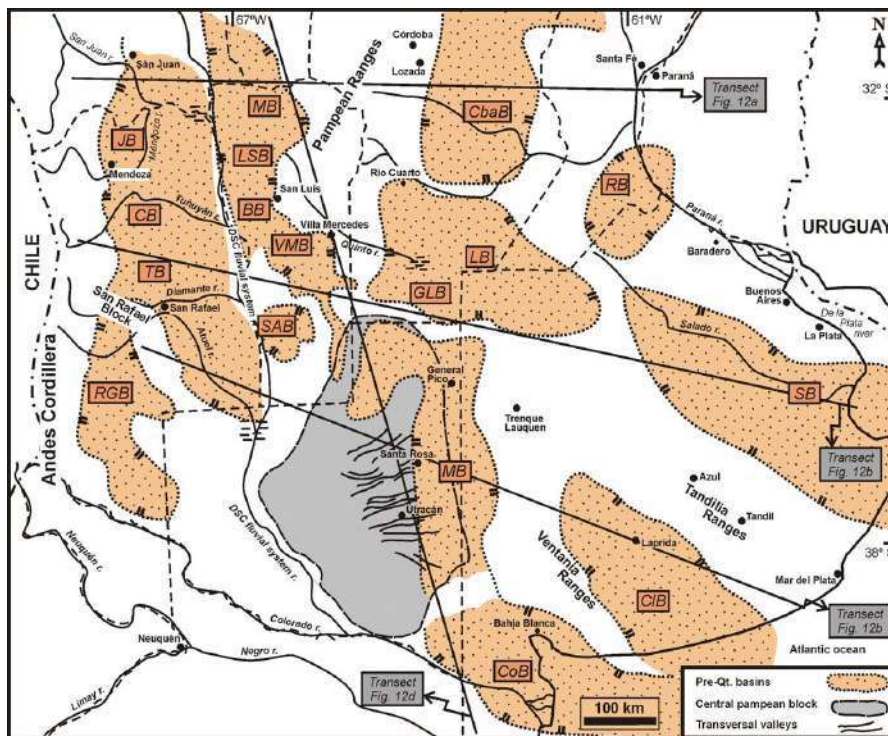 67°W
61°W
N
San Juan r.
San Juan
Córdoba
Lozada
Santa Fé
Paraná
32° S
Transect
Fig. 12a
Pampean Ranges
MB
CbaB
JB
Mendoza r.
Mendoza
LSB
San Luis
Río Cuarto
RB
CB
Tunuyán r.
BB
Villa Mercedes
VMB
Quinto r.
LB
Paraná r.
Baradero
URUGUAY
CHILE
DSC fluvial system
TB
GLB
Buenos
Aires
De la
Plata
river
La Plata
Diamante r.
San Rafael
San Rafael
Block
SAB
Salado r.
Atuel r.
RGB
General
Pico
SB
Andes Cordillera
Trenque
Lauquen
Transect
Fig. 12b
Santa Rosa
MB
Azul
Tandilia
Ranges
Tandil
Utracán
DSC fluvial system r.
Ventania
Ranges
Laprida
38° S
Mar del Plata
ClB
Neuquén r.
Colorado r.
Bahía Blanca
Transect
Fig. 12b
Atlantic ocean
Neuquén
Negro r.
CoB
Limay r.
Transect
Fig. 12d
100 km
Pre-Qt. basins
Central pampean block
Transversal valleys